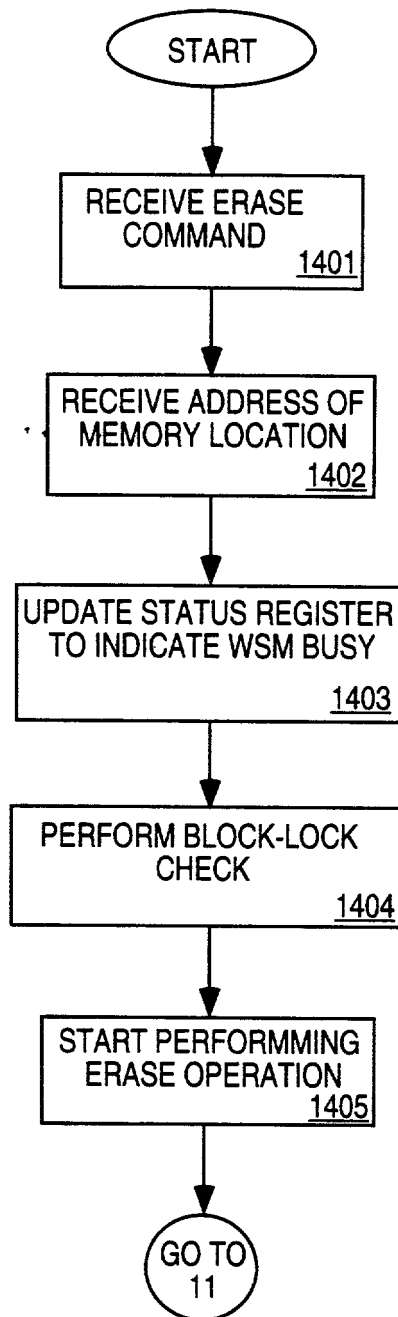 START
RECEIVE ERASE
COMMAND
1401
RECEIVE ADDRESS OF
MEMORY LOCATION
1402
UPDATE STATUS REGISTER
TO INDICATE WSM BUSY
1403
PERFORM BLOCK-LOCK
CHECK
1404
START PERFORMMING
ERASE OPERATION
1405
GO TO
11